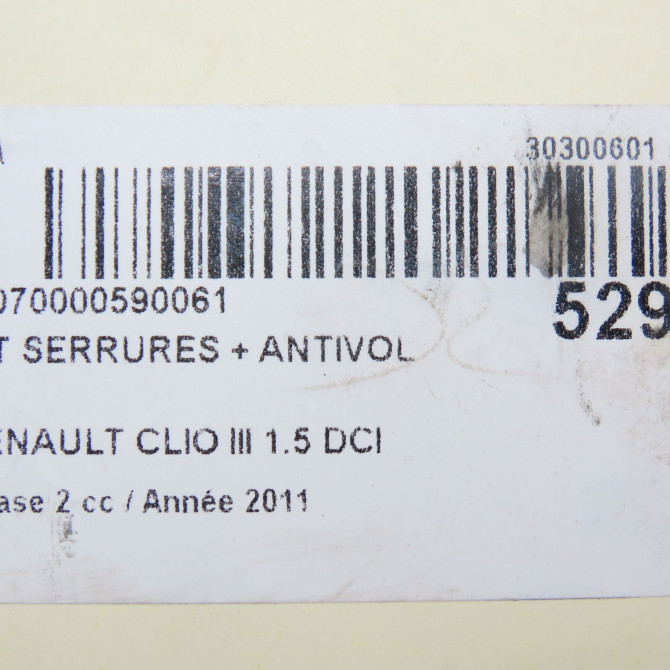 30300601
070000590061
529
T SERRURES + ANTIVOL
ENAULT CLIO III 1.5 DCI
ase 2 cc / Année 2011